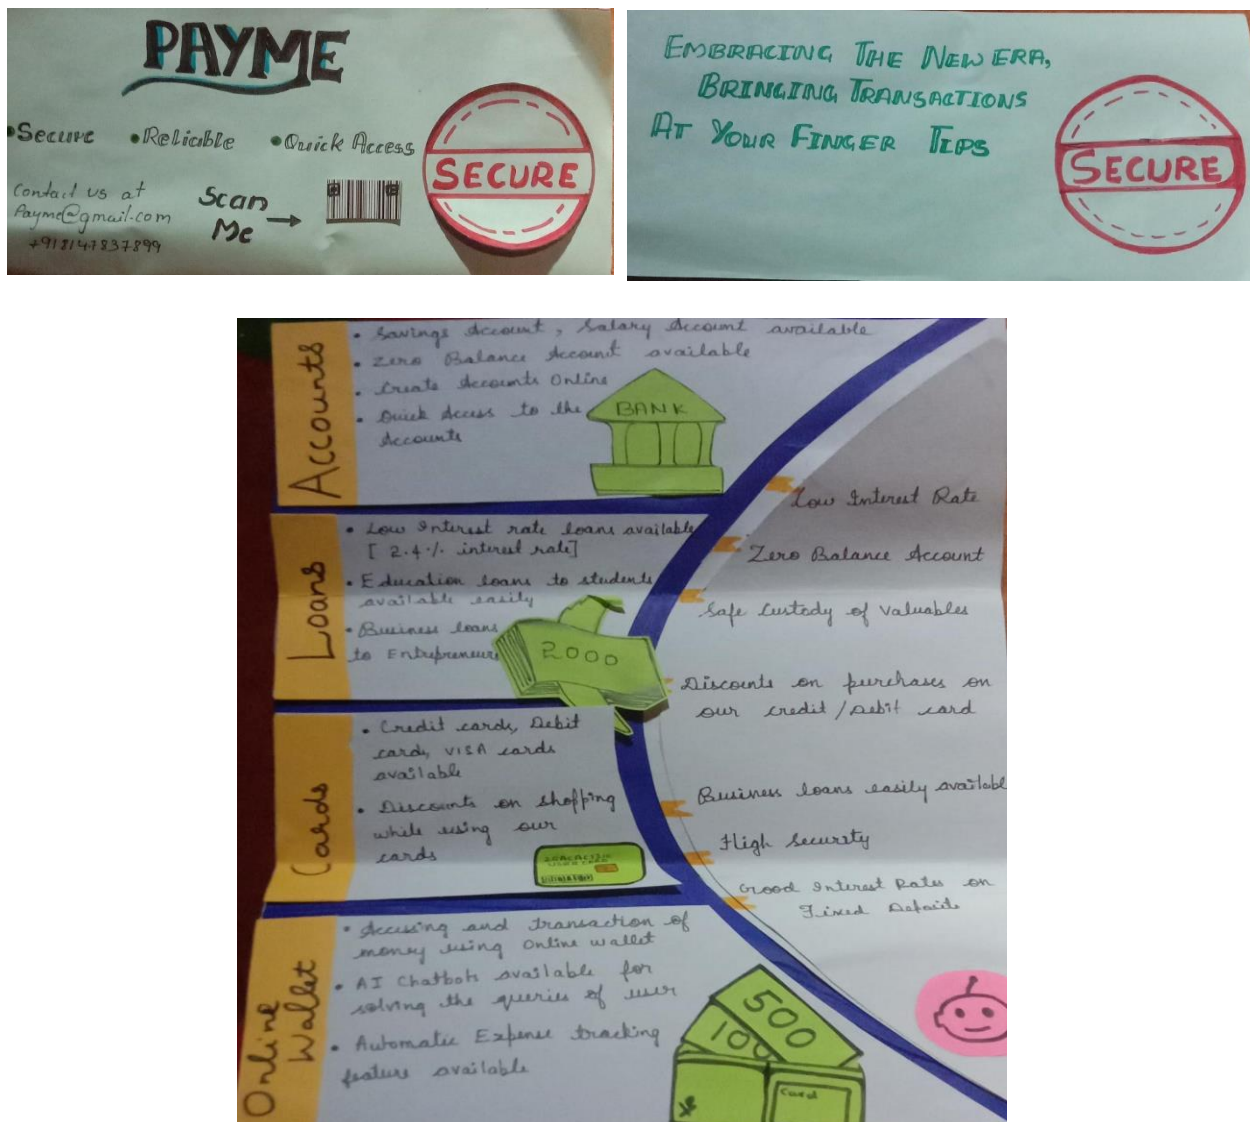 PAYME
• Secure • Reliable • Quick Access
SECURE
Contact us at
Payme@gmail.com
+918147837899
Scan
Me
EMBRACING THE NEW ERA,
BRINGING TRANSACTIONS
AT YOUR FINGER TIPS
SECURE
Accounts
• Savings Account, Salary Account available
• Zero Balance Account available
• Create Accounts Online
• Quick Access to the
Accounts
BANK
Loans
• Low Interest rate loans available
[ 2.4% interest rate]
• Education loans to students
available easily
• Business loans
to Entrepreneurs
2000
Cards
• Credit cards, Debit
cards, VISA cards
available
• Discounts on shopping
while using our
cards
Online
Wallet
• Accessing and transaction of
money using Online wallet
• AI Chatbots available for
solving the queries of user
• Automatic Expense tracking
feature available
500
100
Card
Low Interest Rate
Zero Balance Account
Safe Custody of Valuables
Discounts on purchases on
our credit/Debit card
Business loans easily available
High Security
Good Interest Rates on
Fixed Deposits